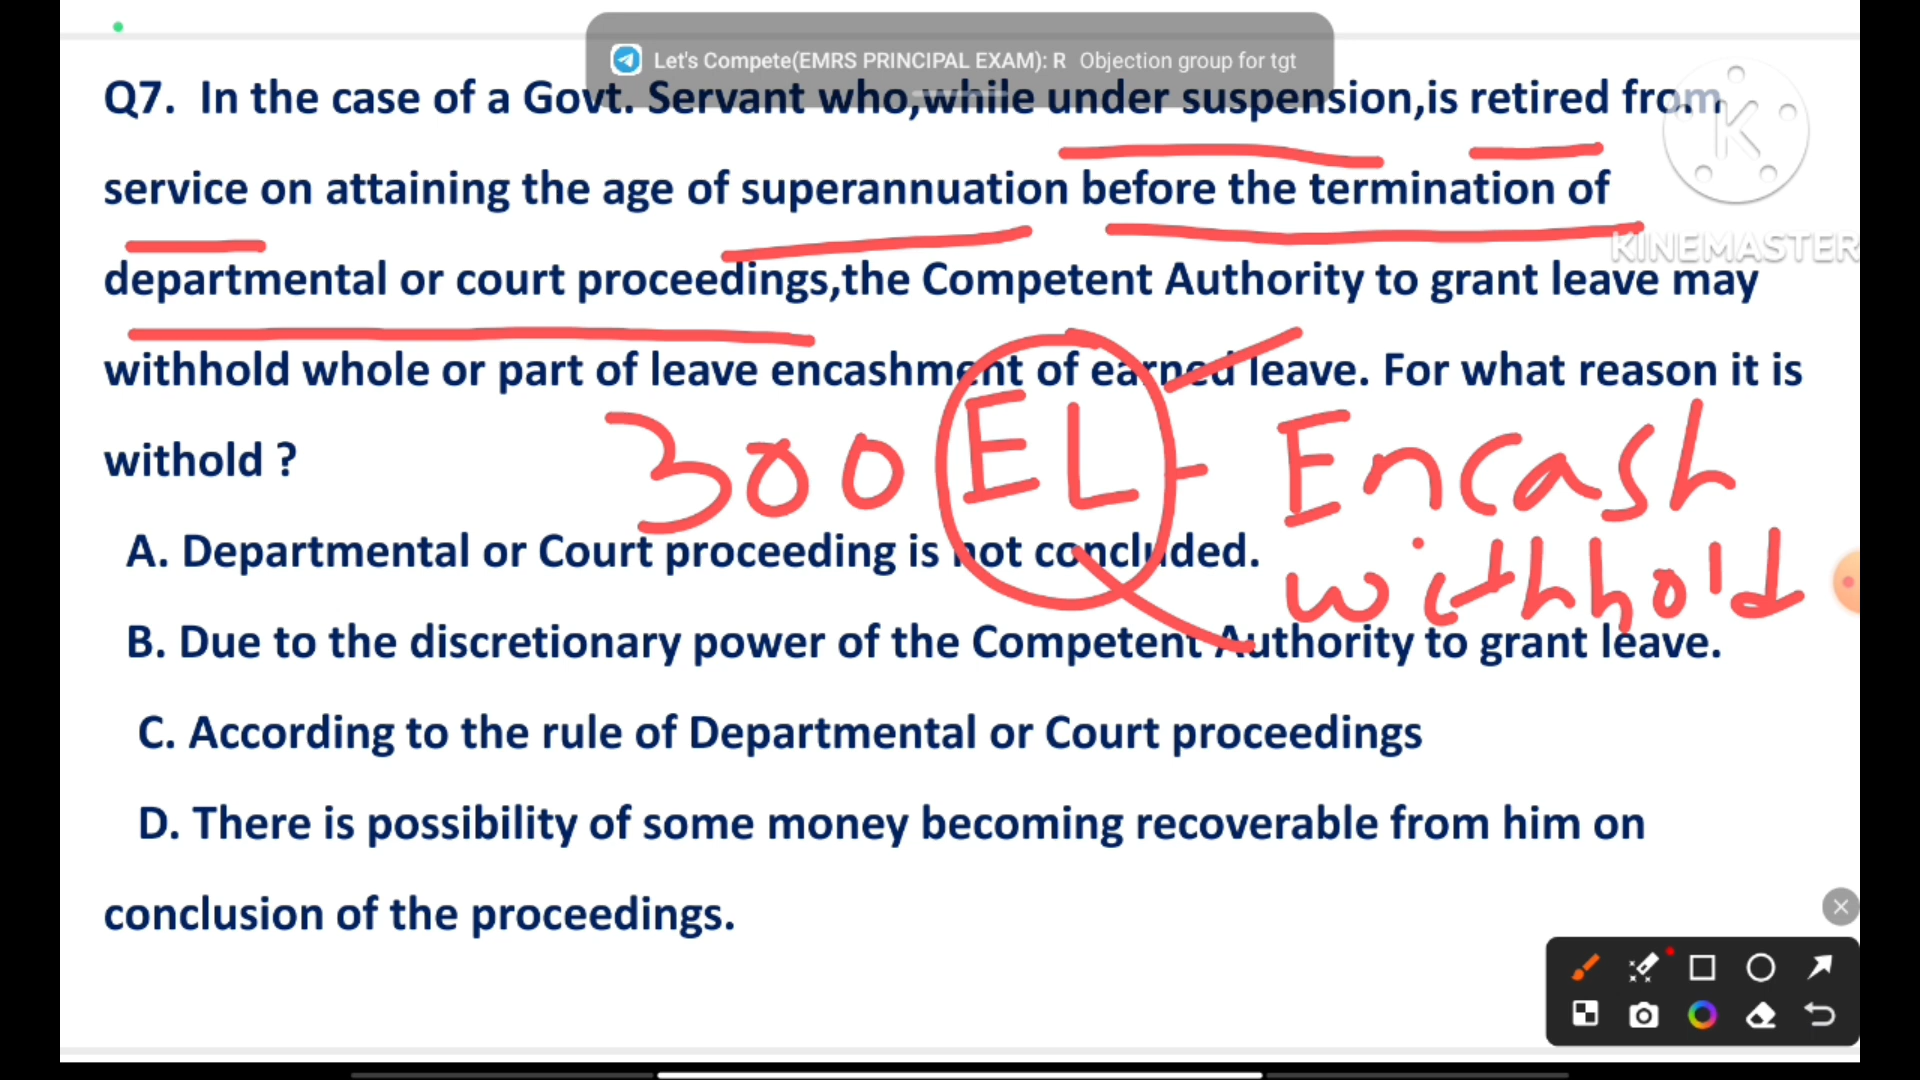 Let's Compete(EMRS PRINCIPAL EXAM): R Objection group for tgt
Q7. In the case of a Govt. Servant who,while under suspension,is retired from
service on attaining the age of superannuation before the termination of
KINEMASTER
departmental or court proceedings,the Competent Authority to grant leave may
withhold whole or part of leave encashment of earned leave. For what reason it is
withold ?
300 EL - Encash
withhold
A. Departmental or Court proceeding is not concluded.
B. Due to the discretionary power of the Competent Authority to grant leave.
C. According to the rule of Departmental or Court proceedings
D. There is possibility of some money becoming recoverable from him on
conclusion of the proceedings.